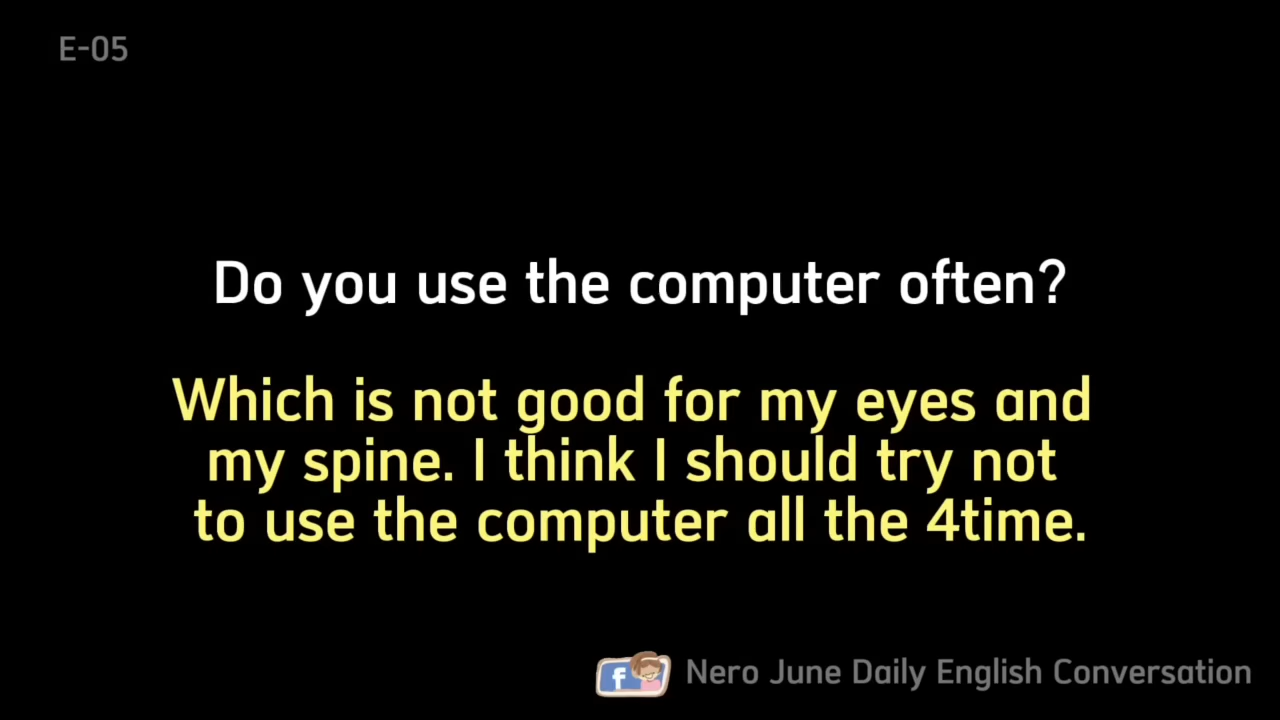 E-05
Do you use the computer often?
Which is not good for my eyes and
my spine. I think I should try not
to use the computer all the 4time.
f
Nero June Daily English Conversation